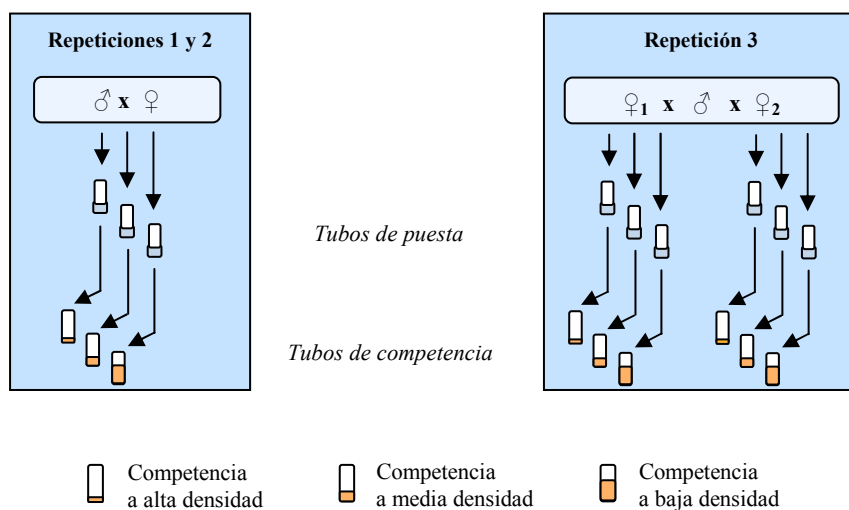 Repeticiones 1 y 2
♂ x ♀
Repetición 3
♀1 x ♂ x ♀2
Tubos de puesta
Tubos de competencia
Competencia
a alta densidad
Competencia
a media densidad
Competencia
a baja densidad